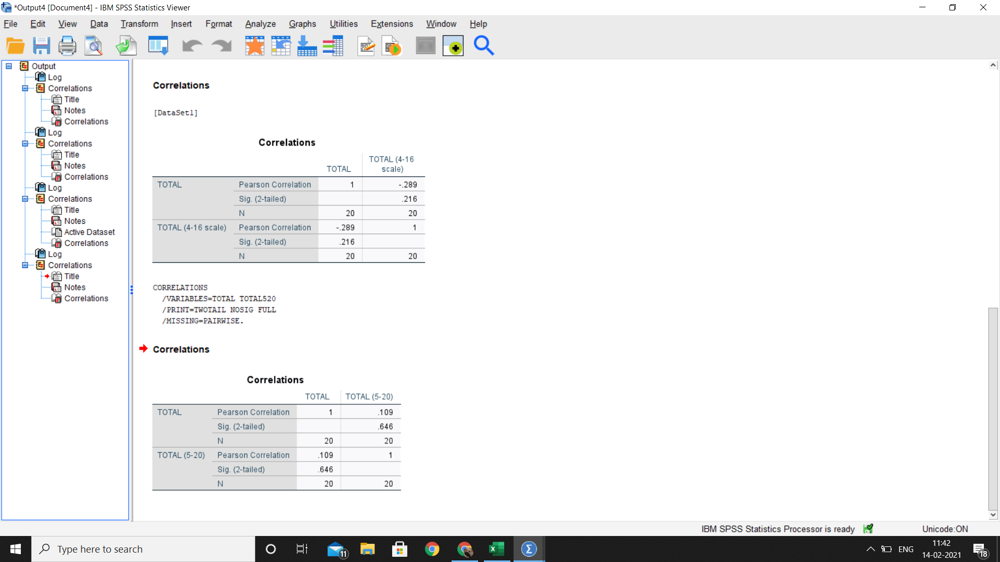 *Output4 [Document4] - IBM SPSS Statistics Viewer
File Edit View Data Transform Insert Format Analyze Graphs Utilities Extensions Window Help
Output
Log
Correlations
Title
Notes
Correlations
Log
Correlations
Title
Notes
Correlations
Log
Correlations
Title
Notes
Active Dataset
Correlations
Log
Correlations
Title
Notes
Correlations
Correlations
[DataSet1]
Correlations
TOTAL TOTAL (4-16 scale)
TOTAL Pearson Correlation 1 -.289
Sig. (2-tailed) .216
N 20 20
TOTAL (4-16 scale) Pearson Correlation -.289 1
Sig. (2-tailed) .216
N 20 20
CORRELATIONS
/VARIABLES=TOTAL TOTAL520
/PRINT=TWOTAIL NOSIG FULL
/MISSING=PAIRWISE.
Correlations
Correlations
TOTAL TOTAL (5-20)
TOTAL Pearson Correlation 1 .109
Sig. (2-tailed) .646
N 20 20
TOTAL (5-20) Pearson Correlation .109 1
Sig. (2-tailed) .646
N 20 20
IBM SPSS Statistics Processor is ready Unicode:ON
Type here to search
11
ENG
11:42
14-02-2021
18